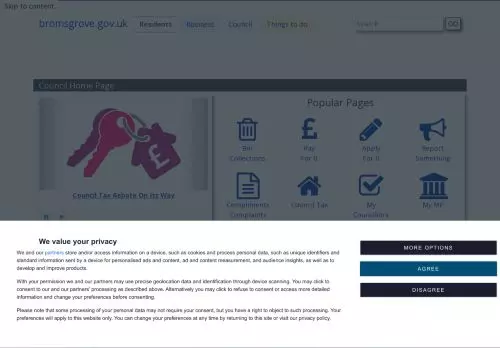 Skip to content
bromsgrove.gov.uk Residents Business Council Things to do Search GO
Council Home Page
Popular Pages
Bin Collections
Pay For It
Apply For It
Report Something
Council Tax Rebate On Its Way
Compliments Complaints
Council Tax
My Councillors
My MP
We value your privacy
We and our partners store and/or access information on a device, such as cookies and process personal data, such as unique identifiers and
standard information sent by a device for personalised ads and content, ad and content measurement, and audience insights, as well as to
develop and improve products.
With your permission we and our partners may use precise geolocation data and identification through device scanning. You may click to
consent to our and our partners' processing as described above. Alternatively you may click to refuse to consent or access more detailed
information and change your preferences before consenting.
Please note that some processing of your personal data may not require your consent, but you have a right to object to such processing. Your
preferences will apply to this website only. You can change your preferences at any time by returning to this site or visit our privacy policy.
MORE OPTIONS
AGREE
DISAGREE